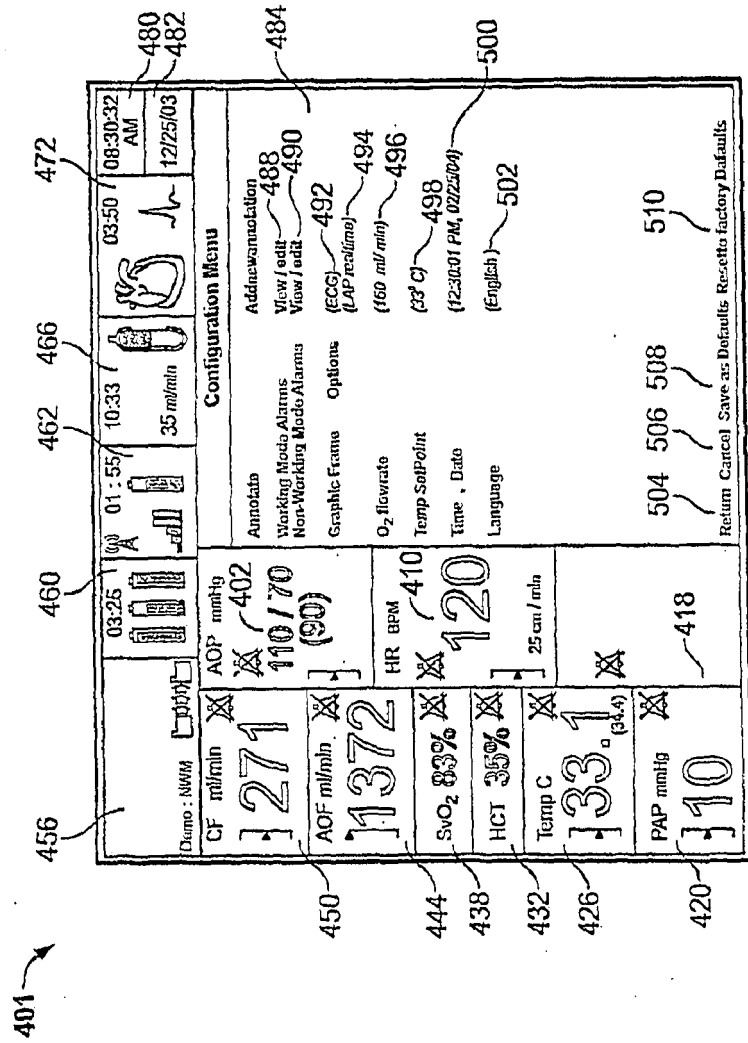 401
456
460
462
466
472
480
482
484
Demo : NWM
03:26
01 : 55
10:33
35 ml/min
03:50
08:30:32
AM
12/25/03
CF ml/min
271
450
AOF ml/min
1372
444
SvO2 83%
438
HCT 35%
432
Temp C
33.1
(34.4)
426
PAP mmHg
10
420
AOP mmHg
402
110 / 70
(90)
HR BPM
410
120
25 cm / min
418
Configuration Menu
Annotate Addnewannotation
Working Mode Alarms View / edit 488
Non-Working Mode Alarms View / edit 490
Graphic Frame Options (ECG) 492
(LAP realtime) 494
O2 flowrate (160 ml/ min) 496
Temp SetPoint (33° C) 498
Time , Date (12:30:01 PM, 02/25/04) 500
Language (English ) 502
504 506 508 510
Return Cancel Save as Defaults Resetto factory Dafaults